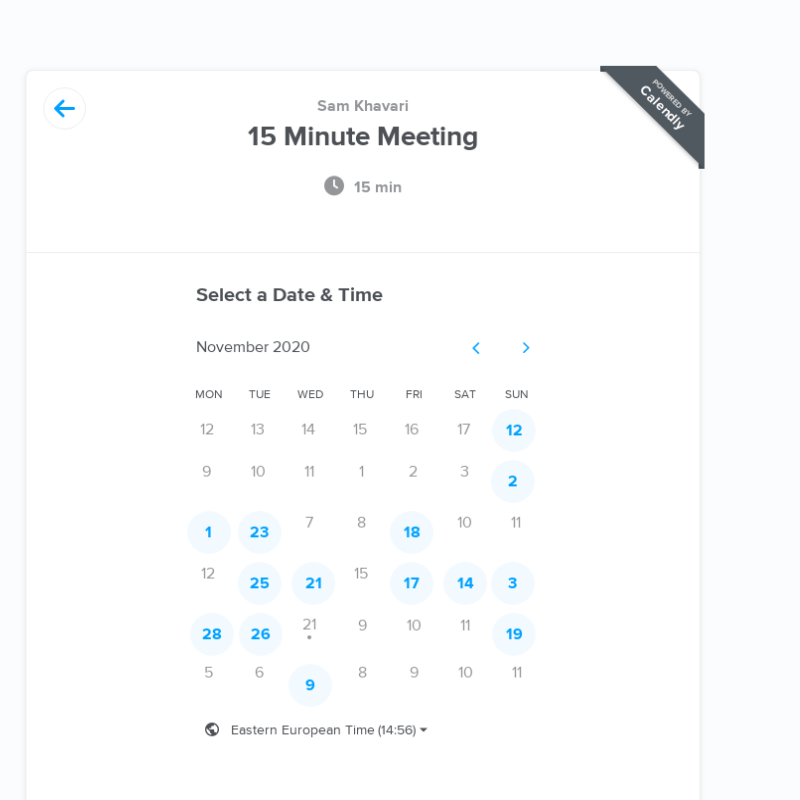 POWERED BY
Calendly
Sam Khavari
15 Minute Meeting
15 min
Select a Date & Time
November 2020
MON TUE WED THU FRI SAT SUN
12 13 14 15 16 17 12
9 10 11 1 2 3 2
1 23 7 8 18 10 11
12 25 21 15 17 14 3
28 26 21 9 10 11 19
5 6 9 8 9 10 11
Eastern European Time (14:56)